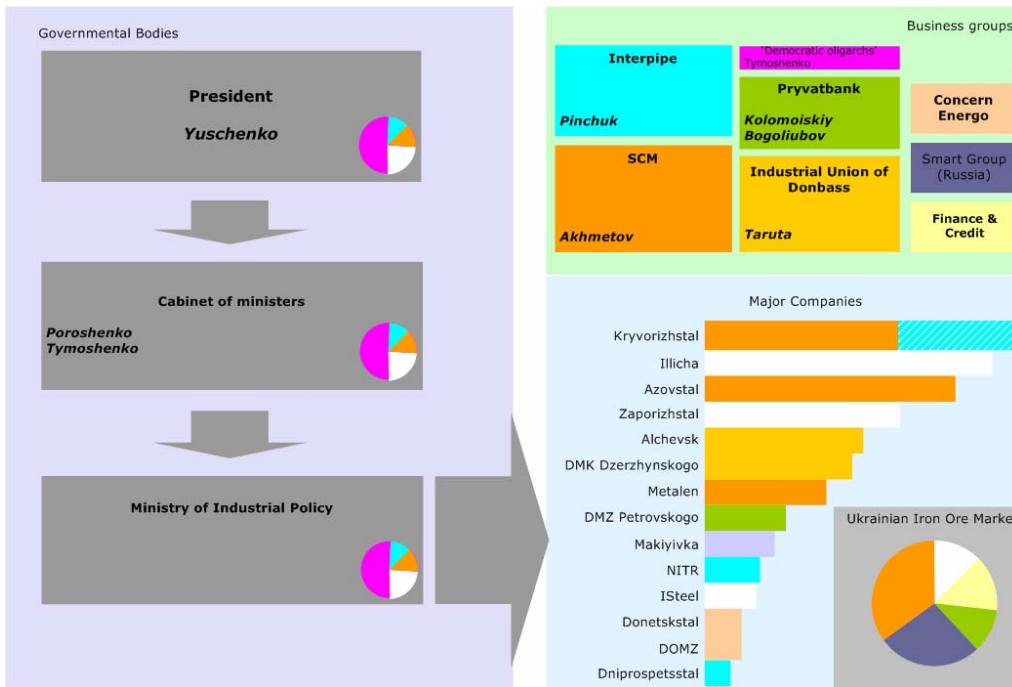 Governmental Bodies
President
Yuschenko
Cabinet of ministers
Poroshenko
Tymoshenko
Ministry of Industrial Policy
Business groups
Interpipe
Pinchuk
'Democratic oligarchs'
Tymoshenko
Pryvatbank
Kolomoiskiy
Bogoliubov
Concern
Energo
SCM
Akhmetov
Industrial Union of
Donbass
Taruta
Smart Group
(Russia)
Finance &
Credit
Major Companies
Kryvorizhstal
Illicha
Azovstal
Zaporizhstal
Alchevsk
DMK Dzerzhynskogo
Metalen
DMZ Petrovskogo
Makiyivka
NITR
ISteel
Donetskstal
DOMZ
Dniprospetsstal
Ukrainian Iron Ore Marke